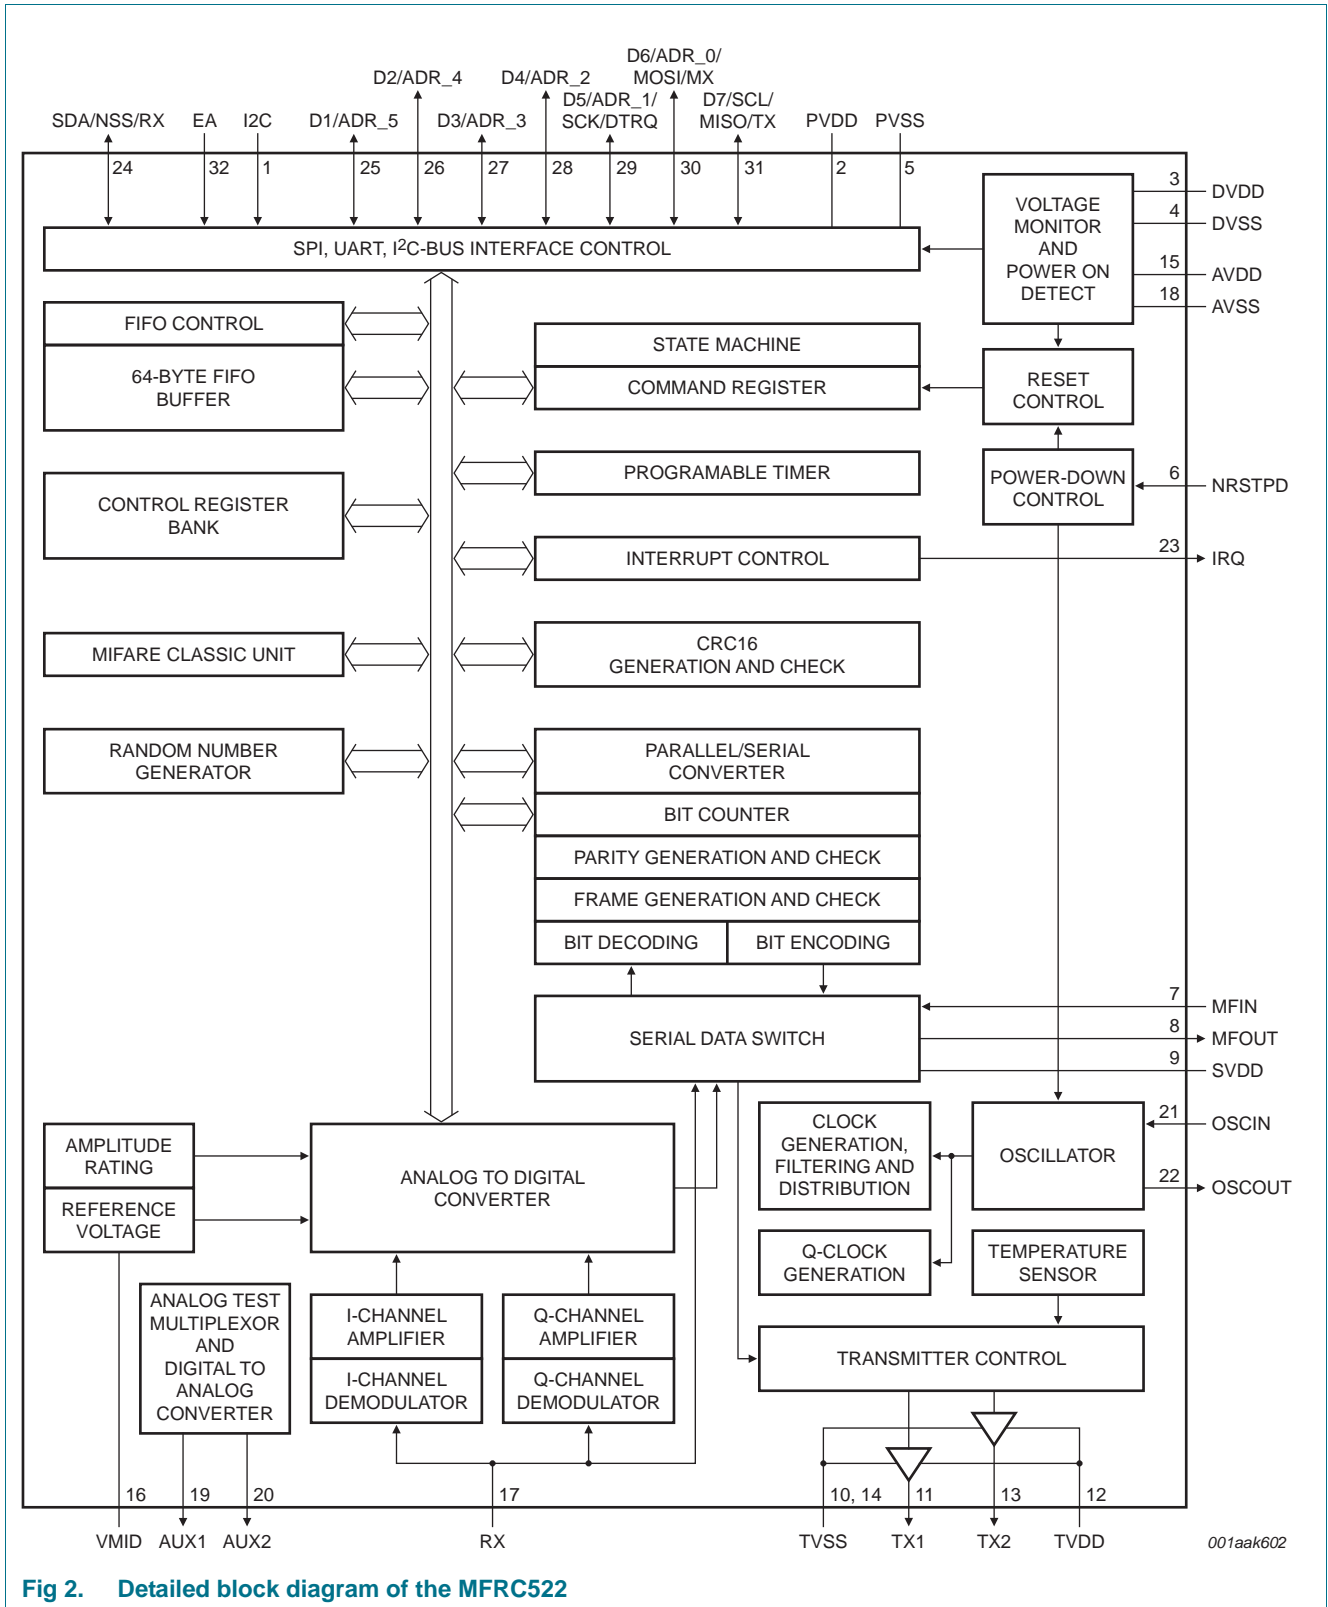 D6/ADR_0/
D2/ADR_4 D4/ADR_2 MOSI/MX
D5/ADR_1/ D7/SCL/
SDA/NSS/RX EA I2C D1/ADR_5 D3/ADR_3 SCK/DTRQ MISO/TX PVDD PVSS
24 32 1 25 26 27 28 29 30 31 2 5
3 DVDD
4 DVSS
15 AVDD
18 AVSS
VOLTAGE
MONITOR
AND
POWER ON
DETECT
SPI, UART, I²C-BUS INTERFACE CONTROL
FIFO CONTROL
64-BYTE FIFO
BUFFER
STATE MACHINE
COMMAND REGISTER
RESET
CONTROL
CONTROL REGISTER
BANK
PROGRAMABLE TIMER
POWER-DOWN
CONTROL
6 NRSTPD
INTERRUPT CONTROL
23 IRQ
MIFARE CLASSIC UNIT
CRC16
GENERATION AND CHECK
RANDOM NUMBER
GENERATOR
PARALLEL/SERIAL
CONVERTER
BIT COUNTER
PARITY GENERATION AND CHECK
FRAME GENERATION AND CHECK
BIT DECODING BIT ENCODING
SERIAL DATA SWITCH
7 MFIN
8 MFOUT
9 SVDD
AMPLITUDE
RATING
REFERENCE
VOLTAGE
ANALOG TO DIGITAL
CONVERTER
CLOCK
GENERATION,
FILTERING AND
DISTRIBUTION
OSCILLATOR
21 OSCIN
22 OSCOUT
Q-CLOCK
GENERATION
TEMPERATURE
SENSOR
ANALOG TEST
MULTIPLEXOR
AND
DIGITAL TO
ANALOG
CONVERTER
I-CHANNEL
AMPLIFIER
I-CHANNEL
DEMODULATOR
Q-CHANNEL
AMPLIFIER
Q-CHANNEL
DEMODULATOR
TRANSMITTER CONTROL
16 19 20 17 10, 14 11 13 12
VMID AUX1 AUX2 RX TVSS TX1 TX2 TVDD
001aak602
Fig 2. Detailed block diagram of the MFRC522